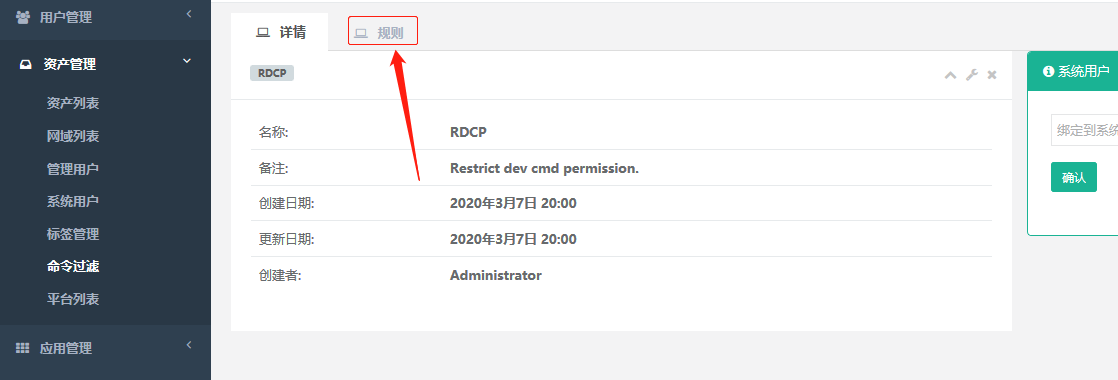 用户管理
资产管理
资产列表
网域列表
管理用户
系统用户
标签管理
命令过滤
平台列表
应用管理
详情
规则
RDCP
名称: RDCP
备注: Restrict dev cmd permission.
创建日期: 2020年3月7日 20:00
更新日期: 2020年3月7日 20:00
创建者: Administrator
系统用户
绑定到系统
确认